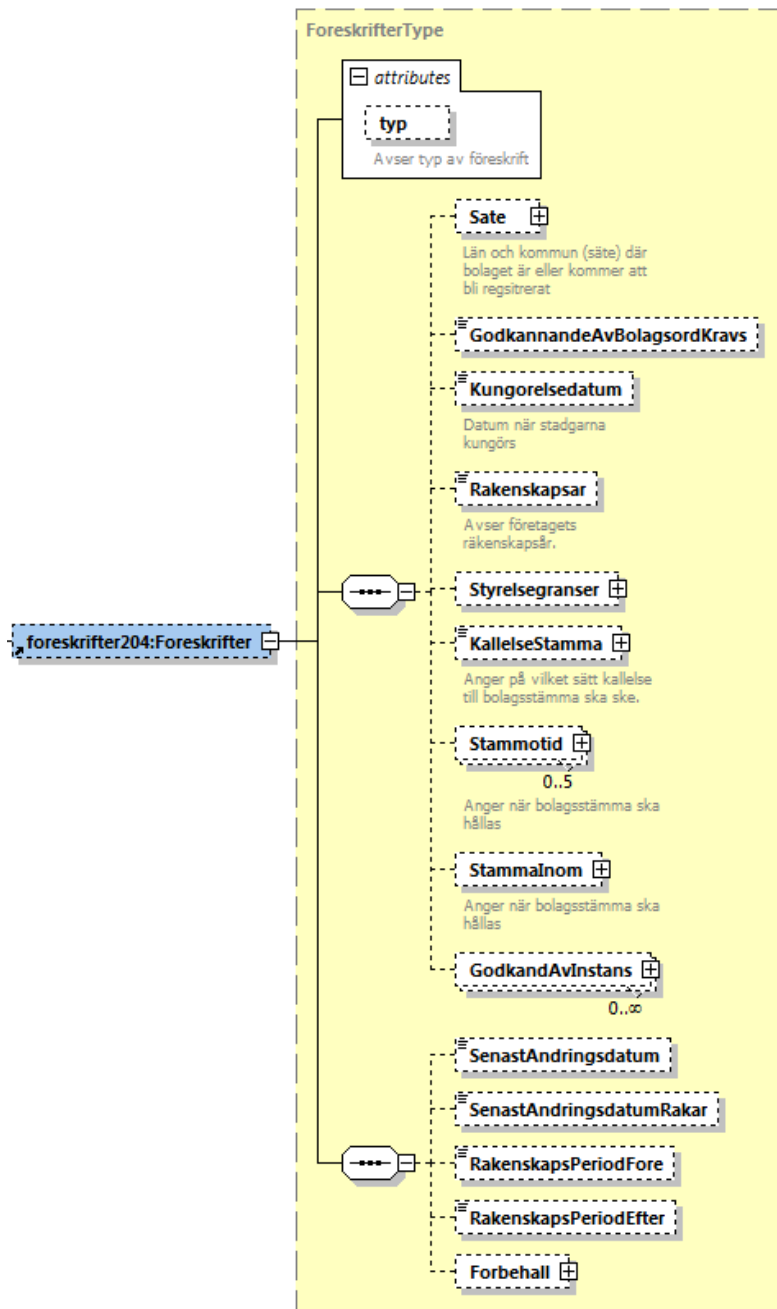 ForeskrifterType
attributes
typ
Avser typ av föreskrift
Sate
Län och kommun (säte) där
bolaget är eller kommer att
bli regsitrerat
GodkannandeAvBolagsordKravs
Kungorelsedatum
Datum när stadgarna
kungörs
Rakenskapsar
Avser företagets
räkenskapsår.
Styrelsegranser
foreskrifter204:Foreskrifter
KallelseStamma
Anger på vilket sätt kallelse
till bolagsstämma ska ske.
Stammotid
0..5
Anger när bolagsstämma ska
hållas
StammaInom
Anger när bolagsstämma ska
hållas
GodkandAvInstans
0..∞
SenastAndringsdatum
SenastAndringsdatumRakar
RakenskapsPeriodFore
RakenskapsPeriodEfter
Forbehall